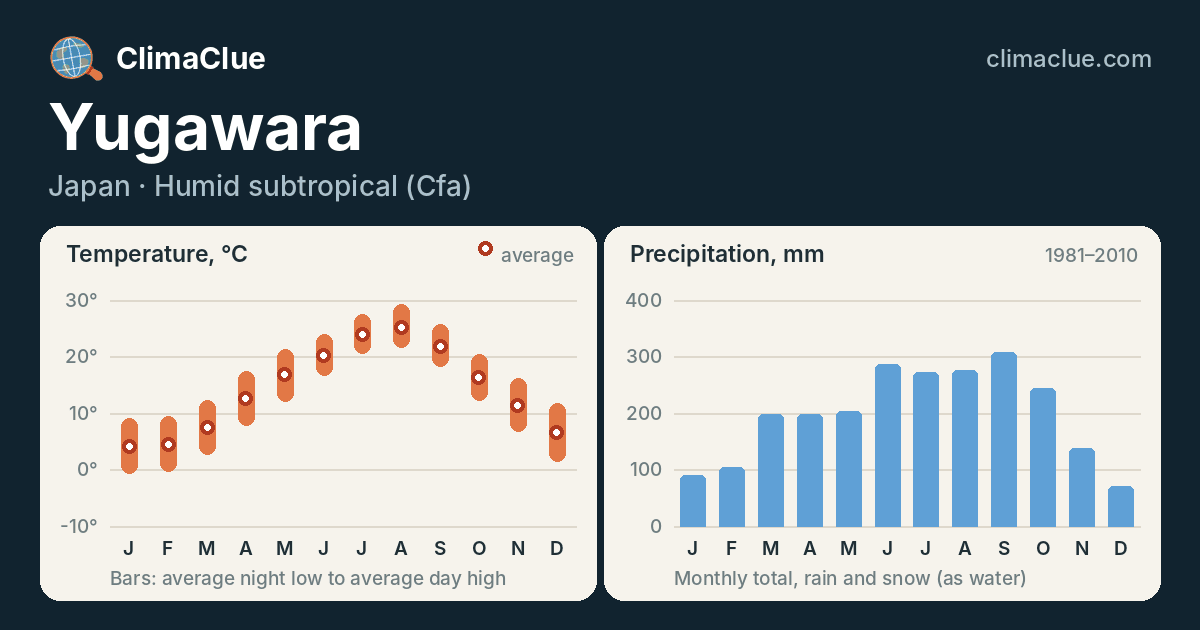 ClimaClue
climaclue.com
Yugawara
Japan · Humid subtropical (Cfa)
Temperature, °C
average
30°
20°
10°
0°
-10°
J F M A M J J A S O N D
Bars: average night low to average day high
Precipitation, mm
1981–2010
400
300
200
100
0
J F M A M J J A S O N D
Monthly total, rain and snow (as water)